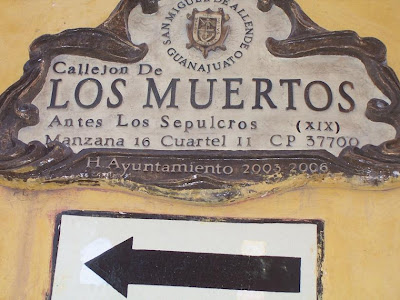 SAN MIGUEL DE ALLENDE
GUANAJUATO
Callejon De
LOS MUERTOS
Antes Los Sepulcros (XIX)
Manzana 16 Cuartel 11 CP 37700
H. Ayuntamiento 2003 2006